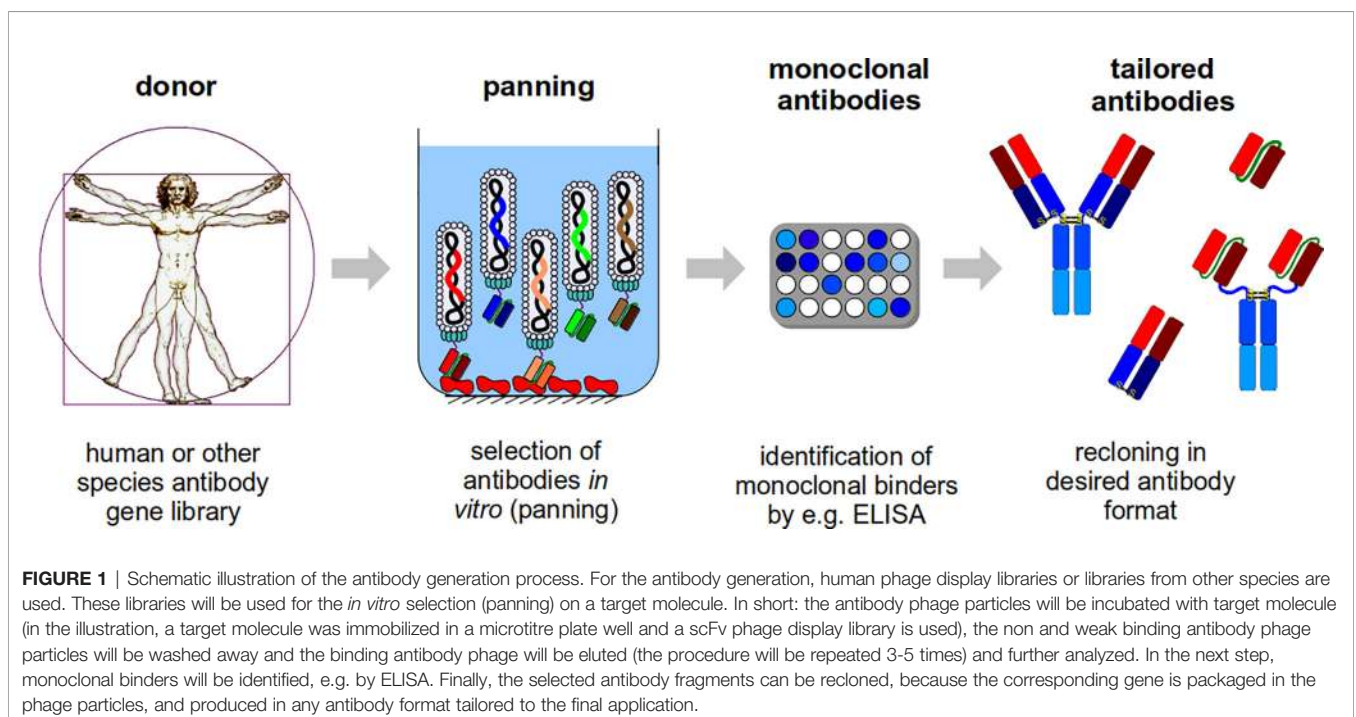 donor
panning
monoclonal
antibodies
tailored
antibodies
human or other
species antibody
gene library
selection of
antibodies in
vitro (panning)
identification of
monoclonal binders
by e.g. ELISA
recloning in
desired antibody
format
FIGURE 1 | Schematic illustration of the antibody generation process. For the antibody generation, human phage display libraries or libraries from other species are
used. These libraries will be used for the in vitro selection (panning) on a target molecule. In short: the antibody phage particles will be incubated with target molecule
(in the illustration, a target molecule was immobilized in a microtitre plate well and a scFv phage display library is used), the non and weak binding antibody phage
particles will be washed away and the binding antibody phage will be eluted (the procedure will be repeated 3-5 times) and further analyzed. In the next step,
monoclonal binders will be identified, e.g. by ELISA. Finally, the selected antibody fragments can be recloned, because the corresponding gene is packaged in the
phage particles, and produced in any antibody format tailored to the final application.